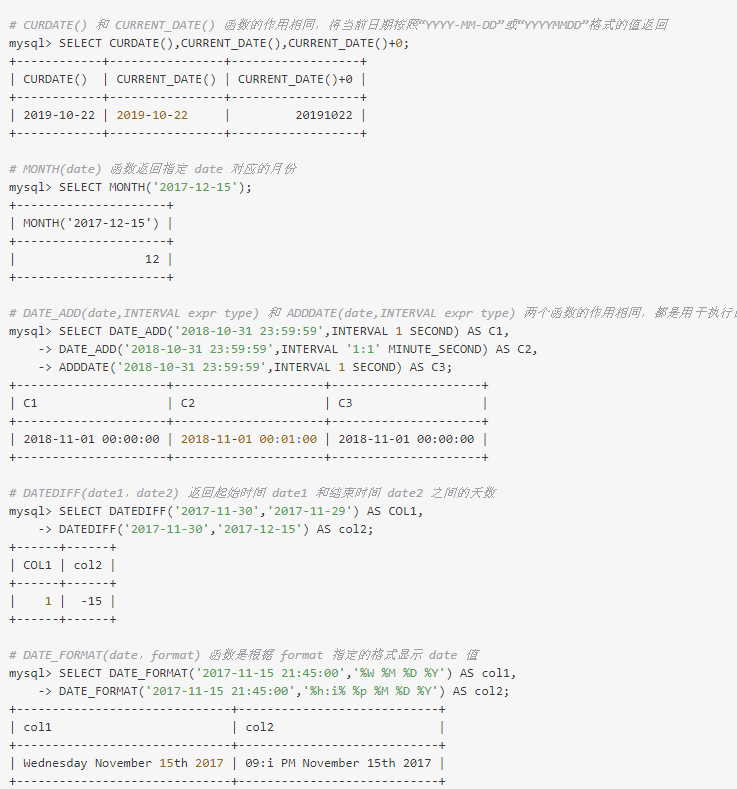 # CURDATE() 和 CURRENT_DATE() 函数的作用相同，将当前日期按照“YYYY-MM-DD”或“YYYYMMDD”格式的值返回
mysql> SELECT CURDATE(),CURRENT_DATE(),CURRENT_DATE()+0;
+------------+----------------+------------------+
| CURDATE()  | CURRENT_DATE() | CURRENT_DATE()+0 |
+------------+----------------+------------------+
| 2019-10-22 | 2019-10-22     |         20191022 |
+------------+----------------+------------------+
# MONTH(date) 函数返回指定 date 对应的月份
mysql> SELECT MONTH('2017-12-15');
+---------------------+
| MONTH('2017-12-15') |
+---------------------+
|                  12 |
+---------------------+
# DATE_ADD(date,INTERVAL expr type) 和 ADDDATE(date,INTERVAL expr type) 两个函数的作用相同，都是用于执行
mysql> SELECT DATE_ADD('2018-10-31 23:59:59',INTERVAL 1 SECOND) AS C1,
    -> DATE_ADD('2018-10-31 23:59:59',INTERVAL '1:1' MINUTE_SECOND) AS C2,
    -> ADDDATE('2018-10-31 23:59:59',INTERVAL 1 SECOND) AS C3;
+---------------------+---------------------+---------------------+
| C1                  | C2                  | C3                  |
+---------------------+---------------------+---------------------+
| 2018-11-01 00:00:00 | 2018-11-01 00:01:00 | 2018-11-01 00:00:00 |
+---------------------+---------------------+---------------------+
# DATEDIFF(date1，date2) 返回起始时间 date1 和结束时间 date2 之间的天数
mysql> SELECT DATEDIFF('2017-11-30','2017-11-29') AS COL1,
    -> DATEDIFF('2017-11-30','2017-12-15') AS col2;
+------+------+
| COL1 | col2 |
+------+------+
|    1 |  -15 |
+------+------+
# DATE_FORMAT(date，format) 函数是根据 format 指定的格式显示 date 值
mysql> SELECT DATE_FORMAT('2017-11-15 21:45:00','%W %M %D %Y') AS col1,
    -> DATE_FORMAT('2017-11-15 21:45:00','%h:i% %p %M %D %Y') AS col2;
+------------------------------+----------------------------+
| col1                         | col2                       |
+------------------------------+----------------------------+
| Wednesday November 15th 2017 | 09:i PM November 15th 2017 |
+------------------------------+----------------------------+